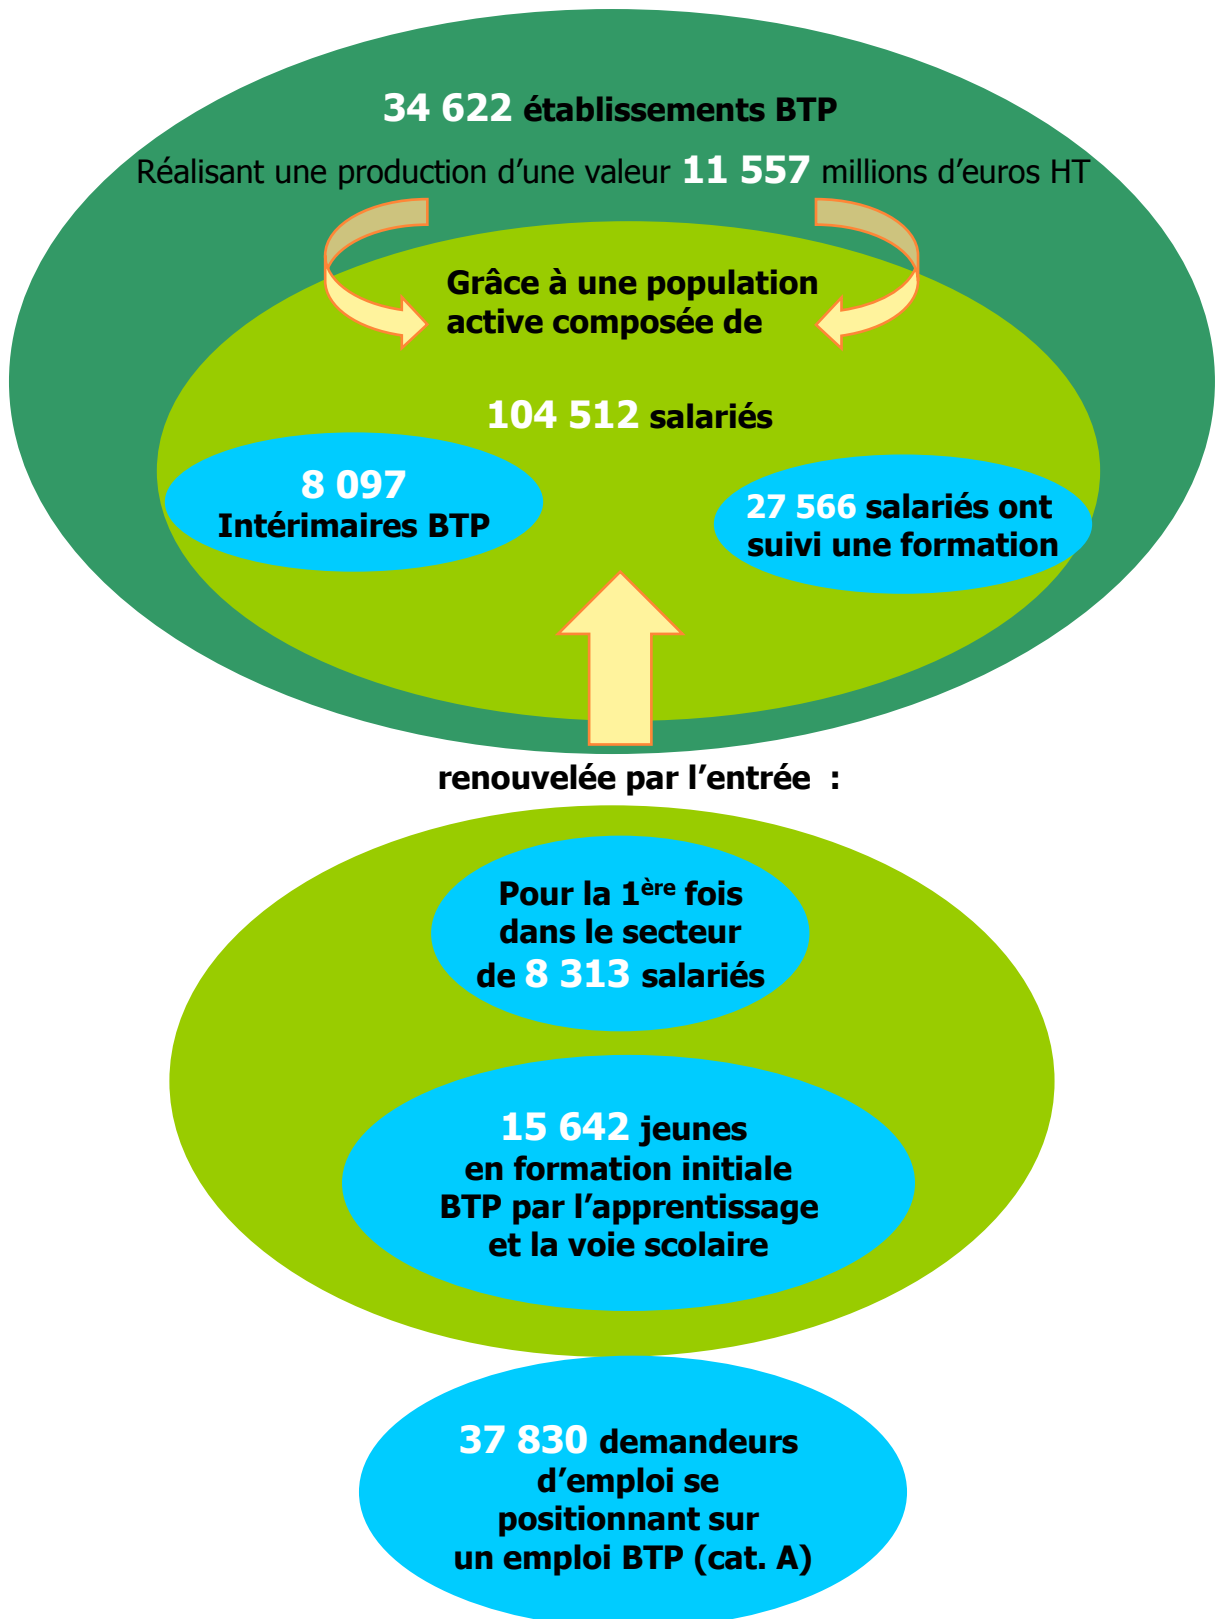 34 622 établissements BTP
Réalisant une production d’une valeur 11 557 millions d’euros HT
Grâce à une population
active composée de
104 512 salariés
8 097
Intérimaires BTP
27 566 salariés ont
suivi une formation
renouvelée par l’entrée :
Pour la 1ère fois
dans le secteur
de 8 313 salariés
15 642 jeunes
en formation initiale
BTP par l’apprentissage
et la voie scolaire
37 830 demandeurs
d’emploi se
positionnant sur
un emploi BTP (cat. A)